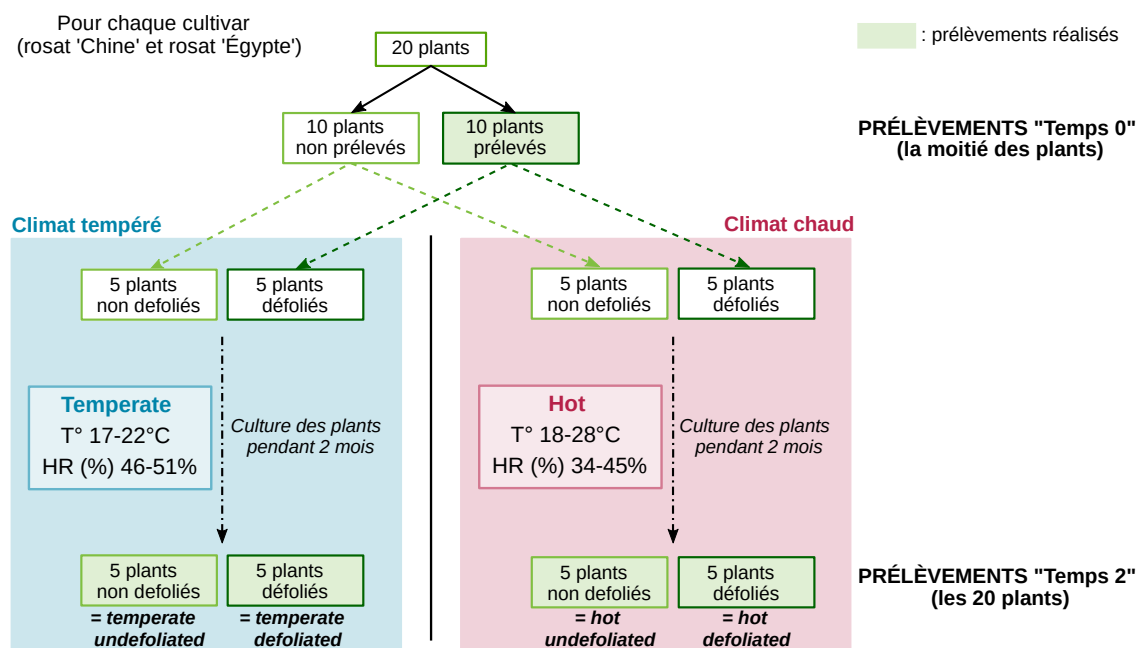 Pour chaque cultivar
(rosat 'Chine' et rosat 'Égypte')
20 plants
: prélèvements réalisés
10 plants
non prélevés
10 plants
prélevés
PRÉLÈVEMENTS "Temps 0"
(la moitié des plants)
Climat tempéré
Climat chaud
5 plants
non defoliés
5 plants
défoliés
5 plants
non defoliés
5 plants
défoliés
Temperate
T° 17-22°C
HR (%) 46-51%
Culture des plants
pendant 2 mois
Hot
T° 18-28°C
HR (%) 34-45%
Culture des plants
pendant 2 mois
5 plants
non defoliés
5 plants
défoliés
5 plants
non defoliés
5 plants
défoliés
PRÉLÈVEMENTS "Temps 2"
(les 20 plants)
= temperate
undefoliated
= temperate
defoliated
= hot
undefoliated
= hot
defoliated